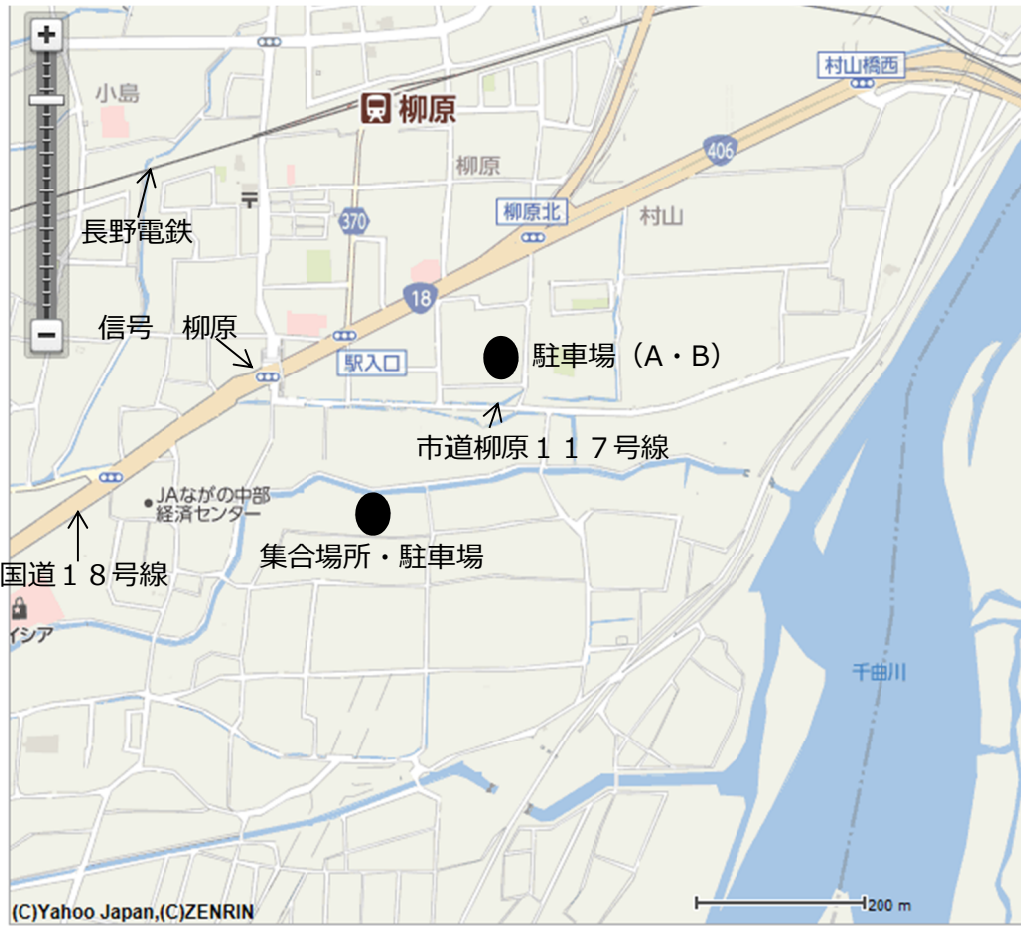 村山橋西
小島
柳原
406
柳原
柳原北
村山
370
長野電鉄
18
信号 柳原
駅入口
駐車場（A・B）
市道柳原１１７号線
JAながの中部
経済センター
集合場所・駐車場
国道１８号線
イシア
千曲川
200 m
(C)Yahoo Japan,(C)ZENRIN